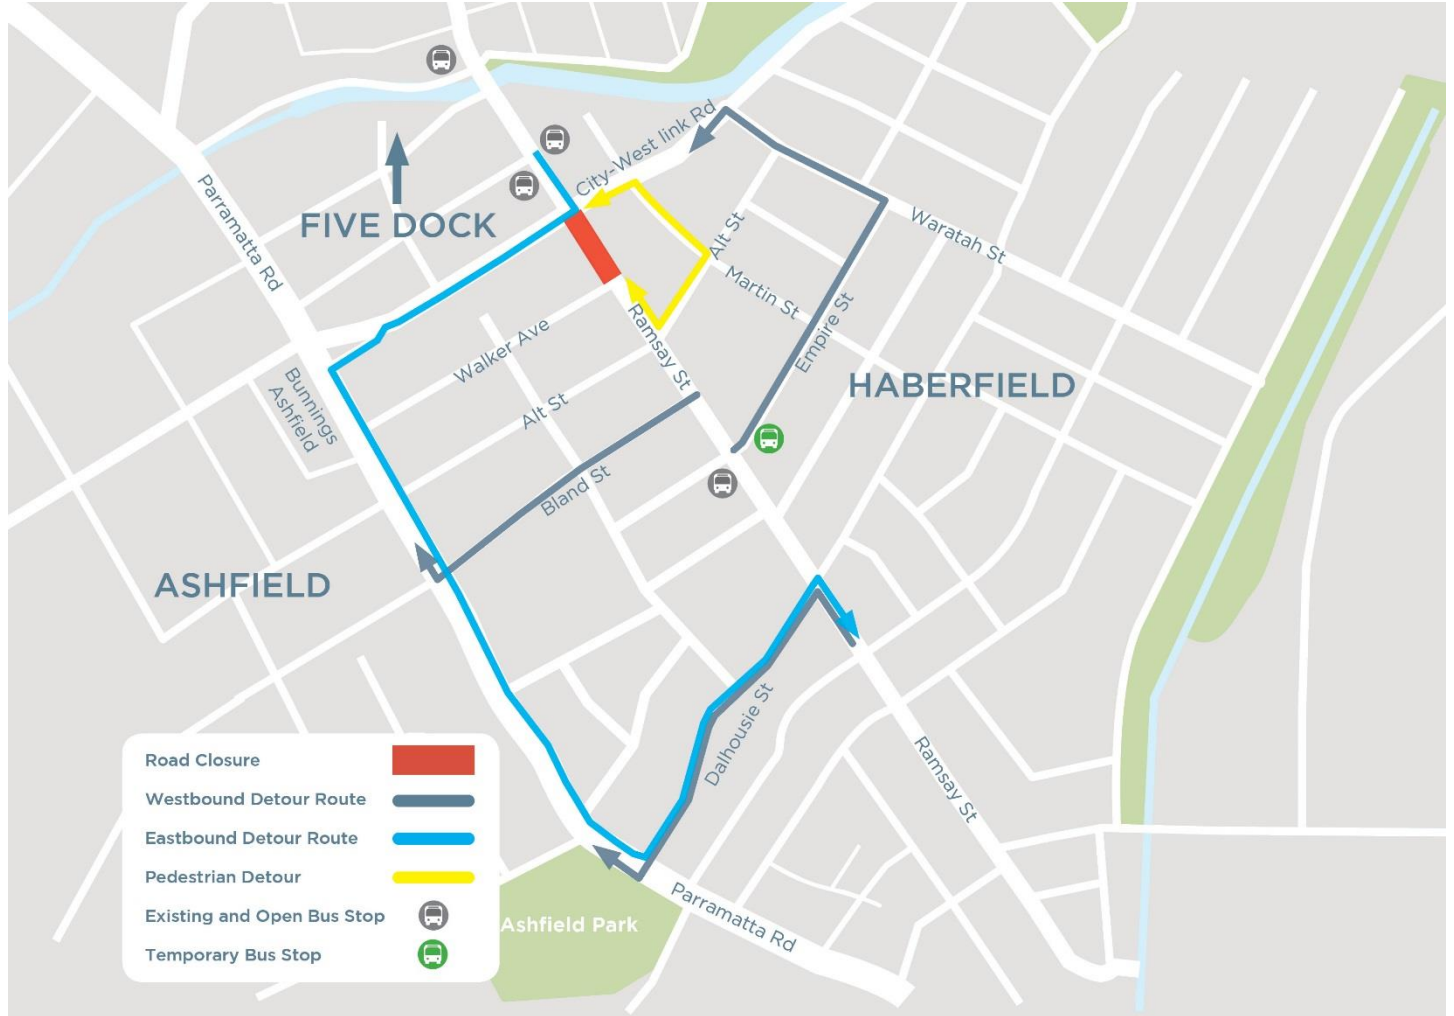 City-West link Rd
Parramatta Rd
FIVE DOCK
Alt St
Waratah St
Martin St
Ramsay St
Empire St
Walker Ave
HABERFIELD
Bunnings
Ashfield
Alt St
Bland St
ASHFIELD
Dalhousie St
Ramsay St
Parramatta Rd
Ashfield Park
Road Closure
Westbound Detour Route
Eastbound Detour Route
Pedestrian Detour
Existing and Open Bus Stop
Temporary Bus Stop